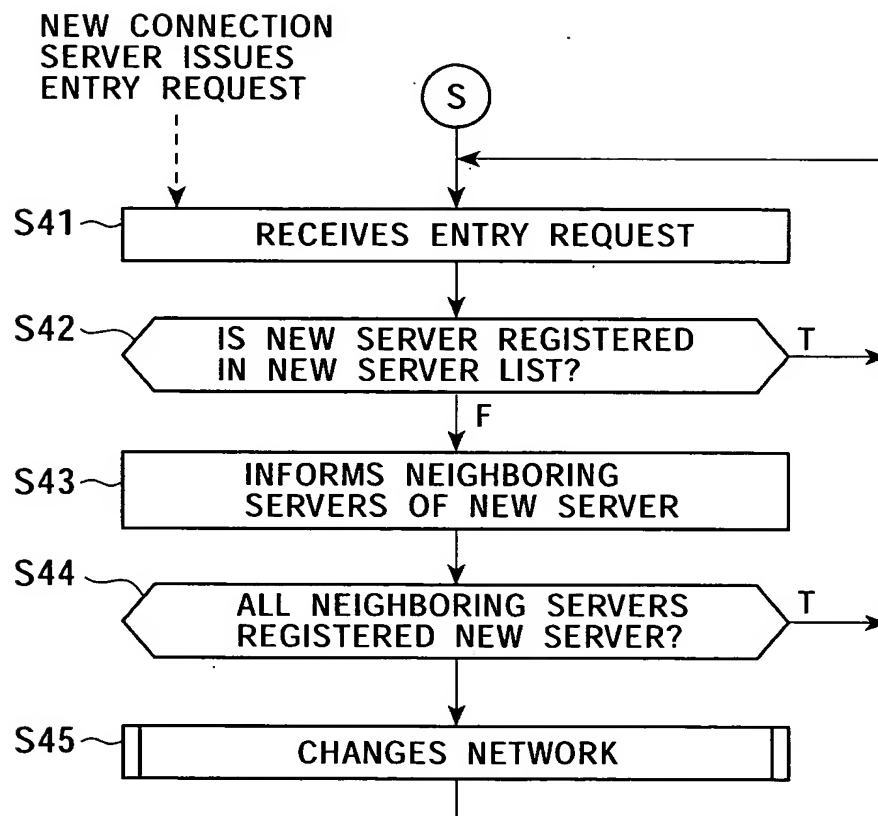 NEW CONNECTION
SERVER ISSUES
ENTRY REQUEST
S
S41
RECEIVES ENTRY REQUEST
S42
IS NEW SERVER REGISTERED
IN NEW SERVER LIST?
T
F
S43
INFORMS NEIGHBORING
SERVERS OF NEW SERVER
S44
ALL NEIGHBORING SERVERS
REGISTERED NEW SERVER?
T
S45
CHANGES NETWORK